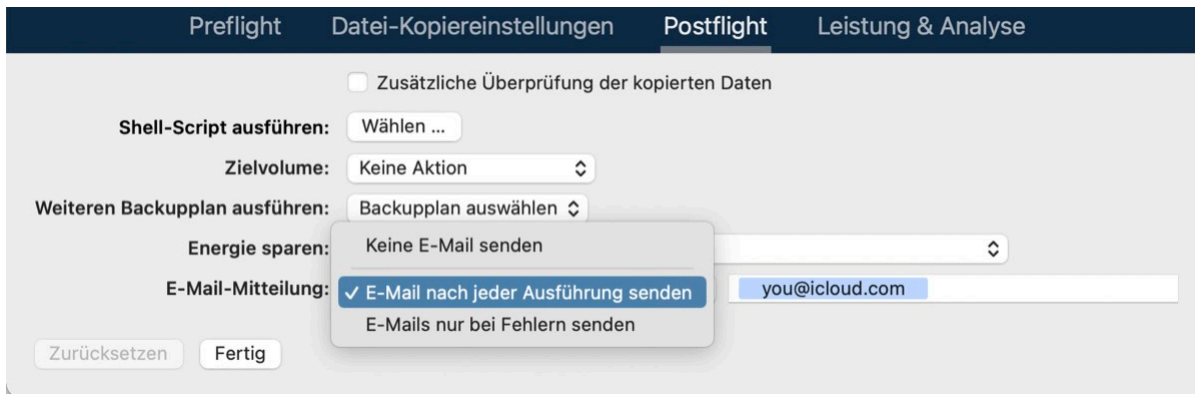 Preflight Datei-Kopiereinstellungen Postflight Leistung & Analyse
Zusätzliche Überprüfung der kopierten Daten
Shell-Script ausführen: Wählen ...
Zielvolume: Keine Aktion
Weiteren Backupplan ausführen: Backupplan auswählen
Energie sparen: Keine E-Mail senden
E-Mail-Mitteilung: ✓ E-Mail nach jeder Ausführung senden you@icloud.com
E-Mails nur bei Fehlern senden
Zurücksetzen Fertig